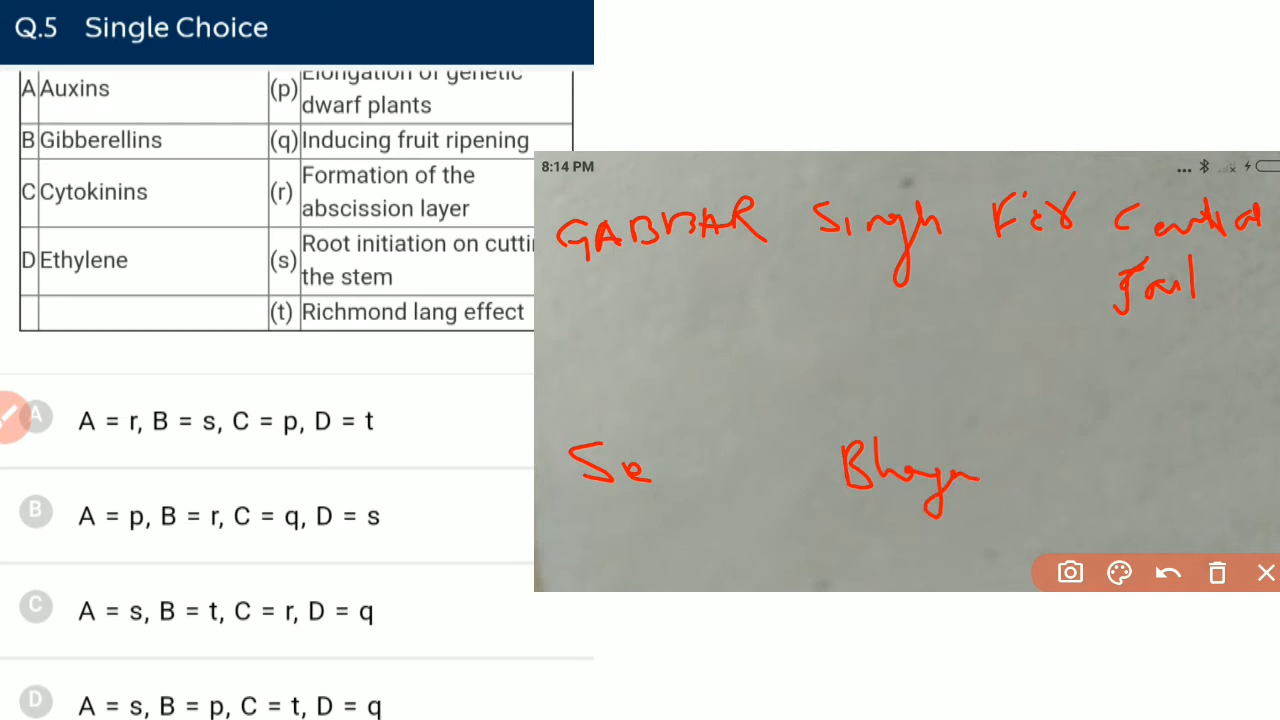 Q.5 Single Choice
A Auxins (p) Elongation of genetic
dwarf plants
B Gibberellins (q) Inducing fruit ripening
C Cytokinins (r) Formation of the
abscission layer
D Ethylene (s) Root initiation on cutti
the stem
(t) Richmond lang effect
A A = r, B = s, C = p, D = t
B A = p, B = r, C = q, D = s
C A = s, B = t, C = r, D = q
D A = s, B = p, C = t, D = q
8:14 PM
GABBAR Singh Fir Central
Jail
Se Bhaga